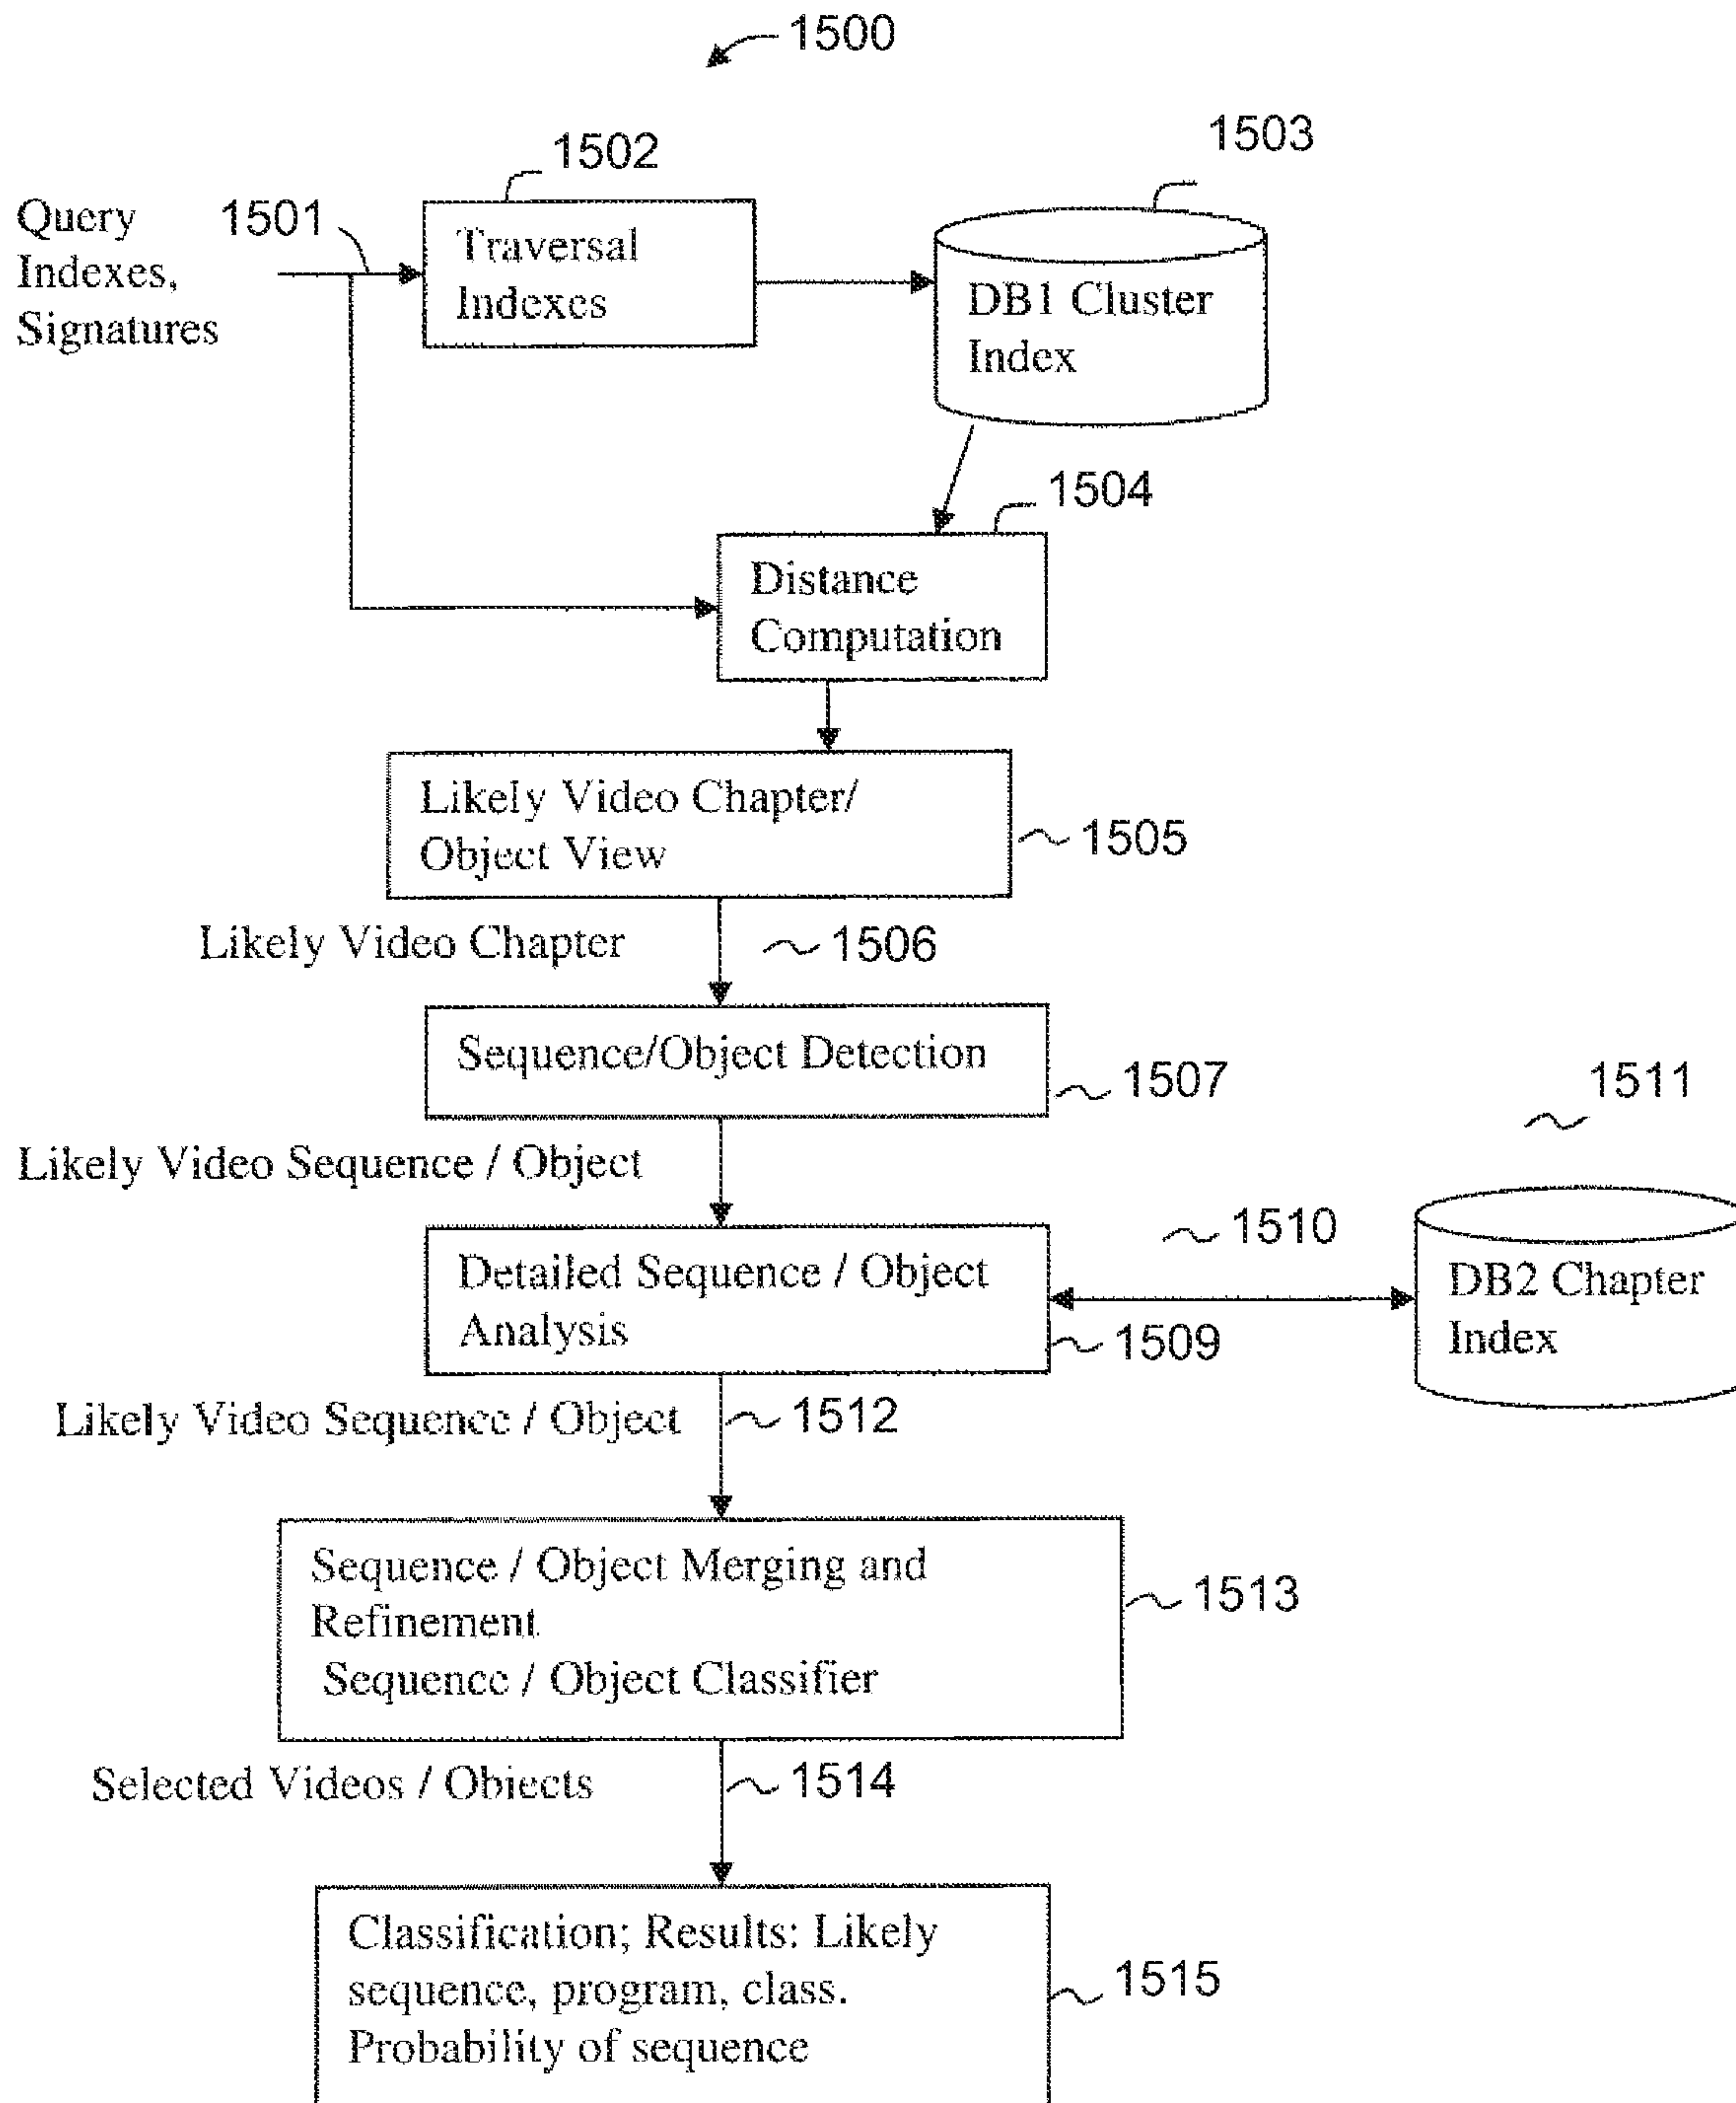 1500
1502
1503
Query
Indexes,
Signatures
1501
Traversal
Indexes
DB1 Cluster
Index
1504
Distance
Computation
Likely Video Chapter/
Object View
1505
Likely Video Chapter
1506
Sequence/Object Detection
1507
1511
Likely Video Sequence / Object
1510
Detailed Sequence / Object
Analysis
1509
DB2 Chapter
Index
Likely Video Sequence / Object
1512
Sequence / Object Merging and
Refinement
Sequence / Object Classifier
1513
Selected Videos / Objects
1514
Classification; Results: Likely
sequence, program, class.
Probability of sequence
1515